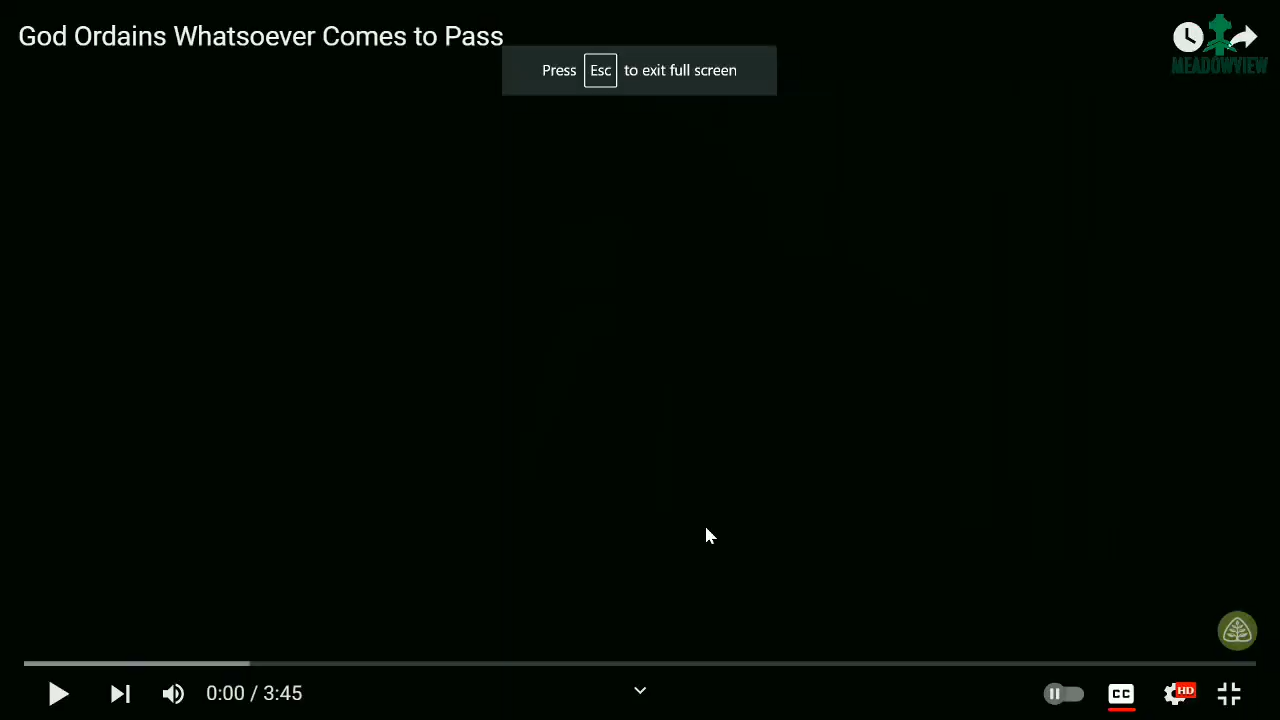 God Ordains Whatsoever Comes to Pass
MEADOWVIEW
Press Esc to exit full screen
0:00 / 3:45
CC
HD